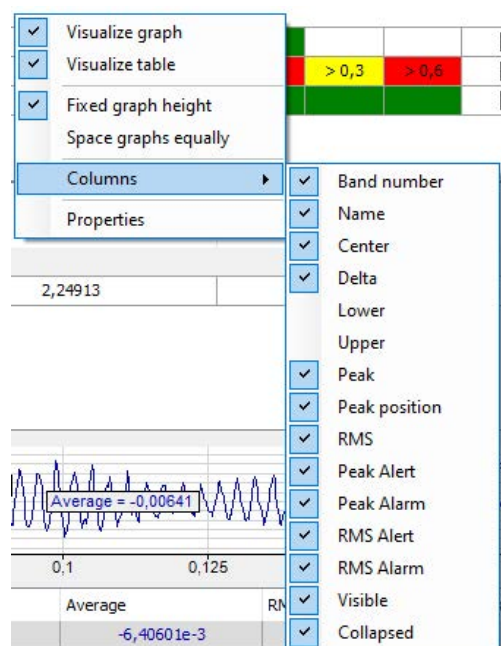 Visualize graph
Visualize table
> 0,3
> 0,6
Fixed graph height
Space graphs equally
Columns
Properties
Band number
Name
Center
Delta
Lower
Upper
Peak
Peak position
RMS
Peak Alert
Peak Alarm
RMS Alert
RMS Alarm
Visible
Collapsed
2,24913
Average = -0,00641
0,1
0,125
Average
-6,40601e-3